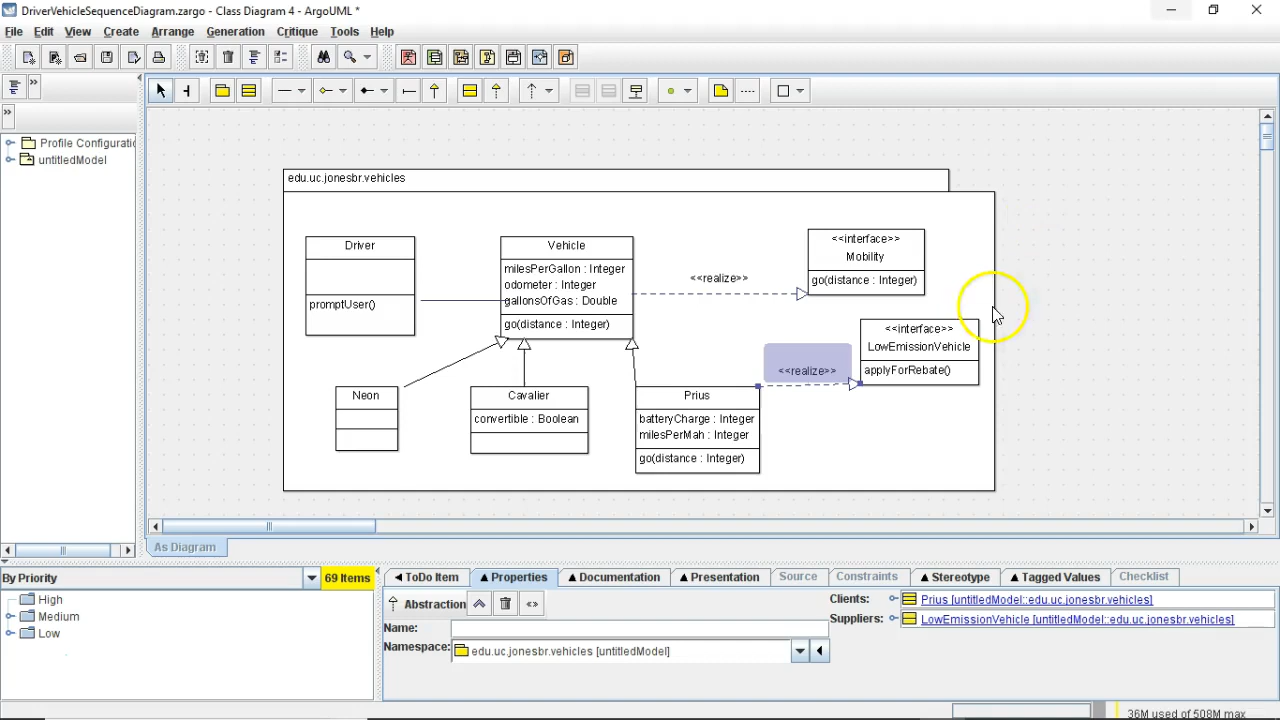 DriverVehicleSequenceDiagram.zargo - Class Diagram 4 - ArgoUML *
File Edit View Create Arrange Generation Critique Tools Help
Profile Configurati
untitledModel
edu.uc.jonesbr.vehicles
Driver
promptUser()
Vehicle
milesPerGallon : Integer
odometer : Integer
gallonsOfGas : Double
go(distance : Integer)
<<realize>>
<<interface>>
Mobility
go(distance : Integer)
<<interface>>
LowEmissionVehicle
applyForRebate()
<<realize>>
Neon
Cavalier
convertible : Boolean
Prius
batteryCharge : Integer
milesPerMah : Integer
go(distance : Integer)
As Diagram
By Priority
69 Items
High
Medium
Low
ToDo Item Properties Documentation Presentation Source Constraints Stereotype Tagged Values Checklist
Abstraction
Name:
Namespace: edu.uc.jonesbr.vehicles [untitledModel]
Clients: Prius [untitledModel::edu.uc.jonesbr.vehicles]
Suppliers: LowEmissionVehicle [untitledModel::edu.uc.jonesbr.vehicles]
36M used of 508M max